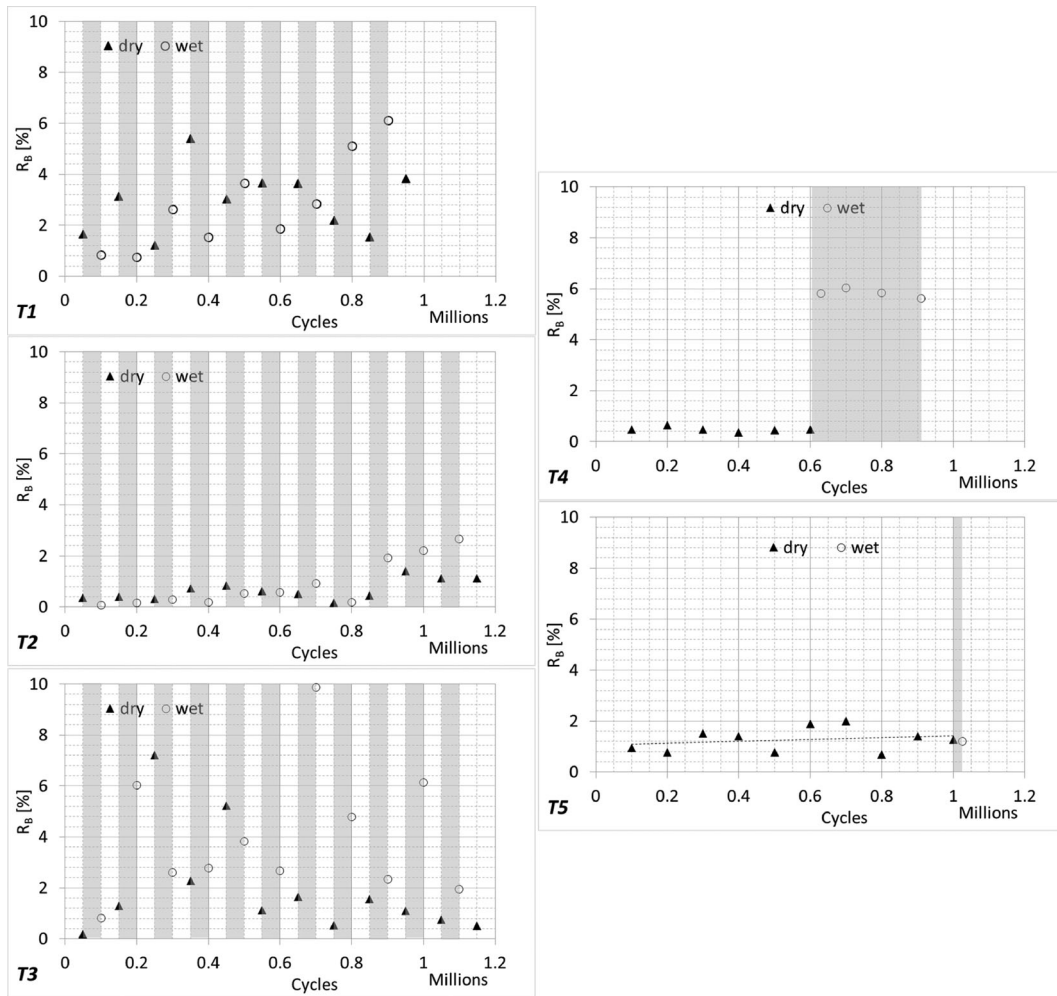 10
dry wet
8
6
R_B [%]
4
2
0
0 0.2 0.4 0.6 0.8 1 1.2
T1 Cycles Millions
10
dry wet
8
6
R_B [%]
4
2
0
0 0.2 0.4 0.6 0.8 1 1.2
T2 Cycles Millions
10
dry wet
8
6
R_B [%]
4
2
0
0 0.2 0.4 0.6 0.8 1 1.2
T3 Cycles Millions
10
dry wet
8
6
R_B [%]
4
2
0
0 0.2 0.4 0.6 0.8 1 1.2
T4 Cycles Millions
10
dry wet
8
6
R_B [%]
4
2
0
0 0.2 0.4 0.6 0.8 1 1.2
T5 Cycles Millions